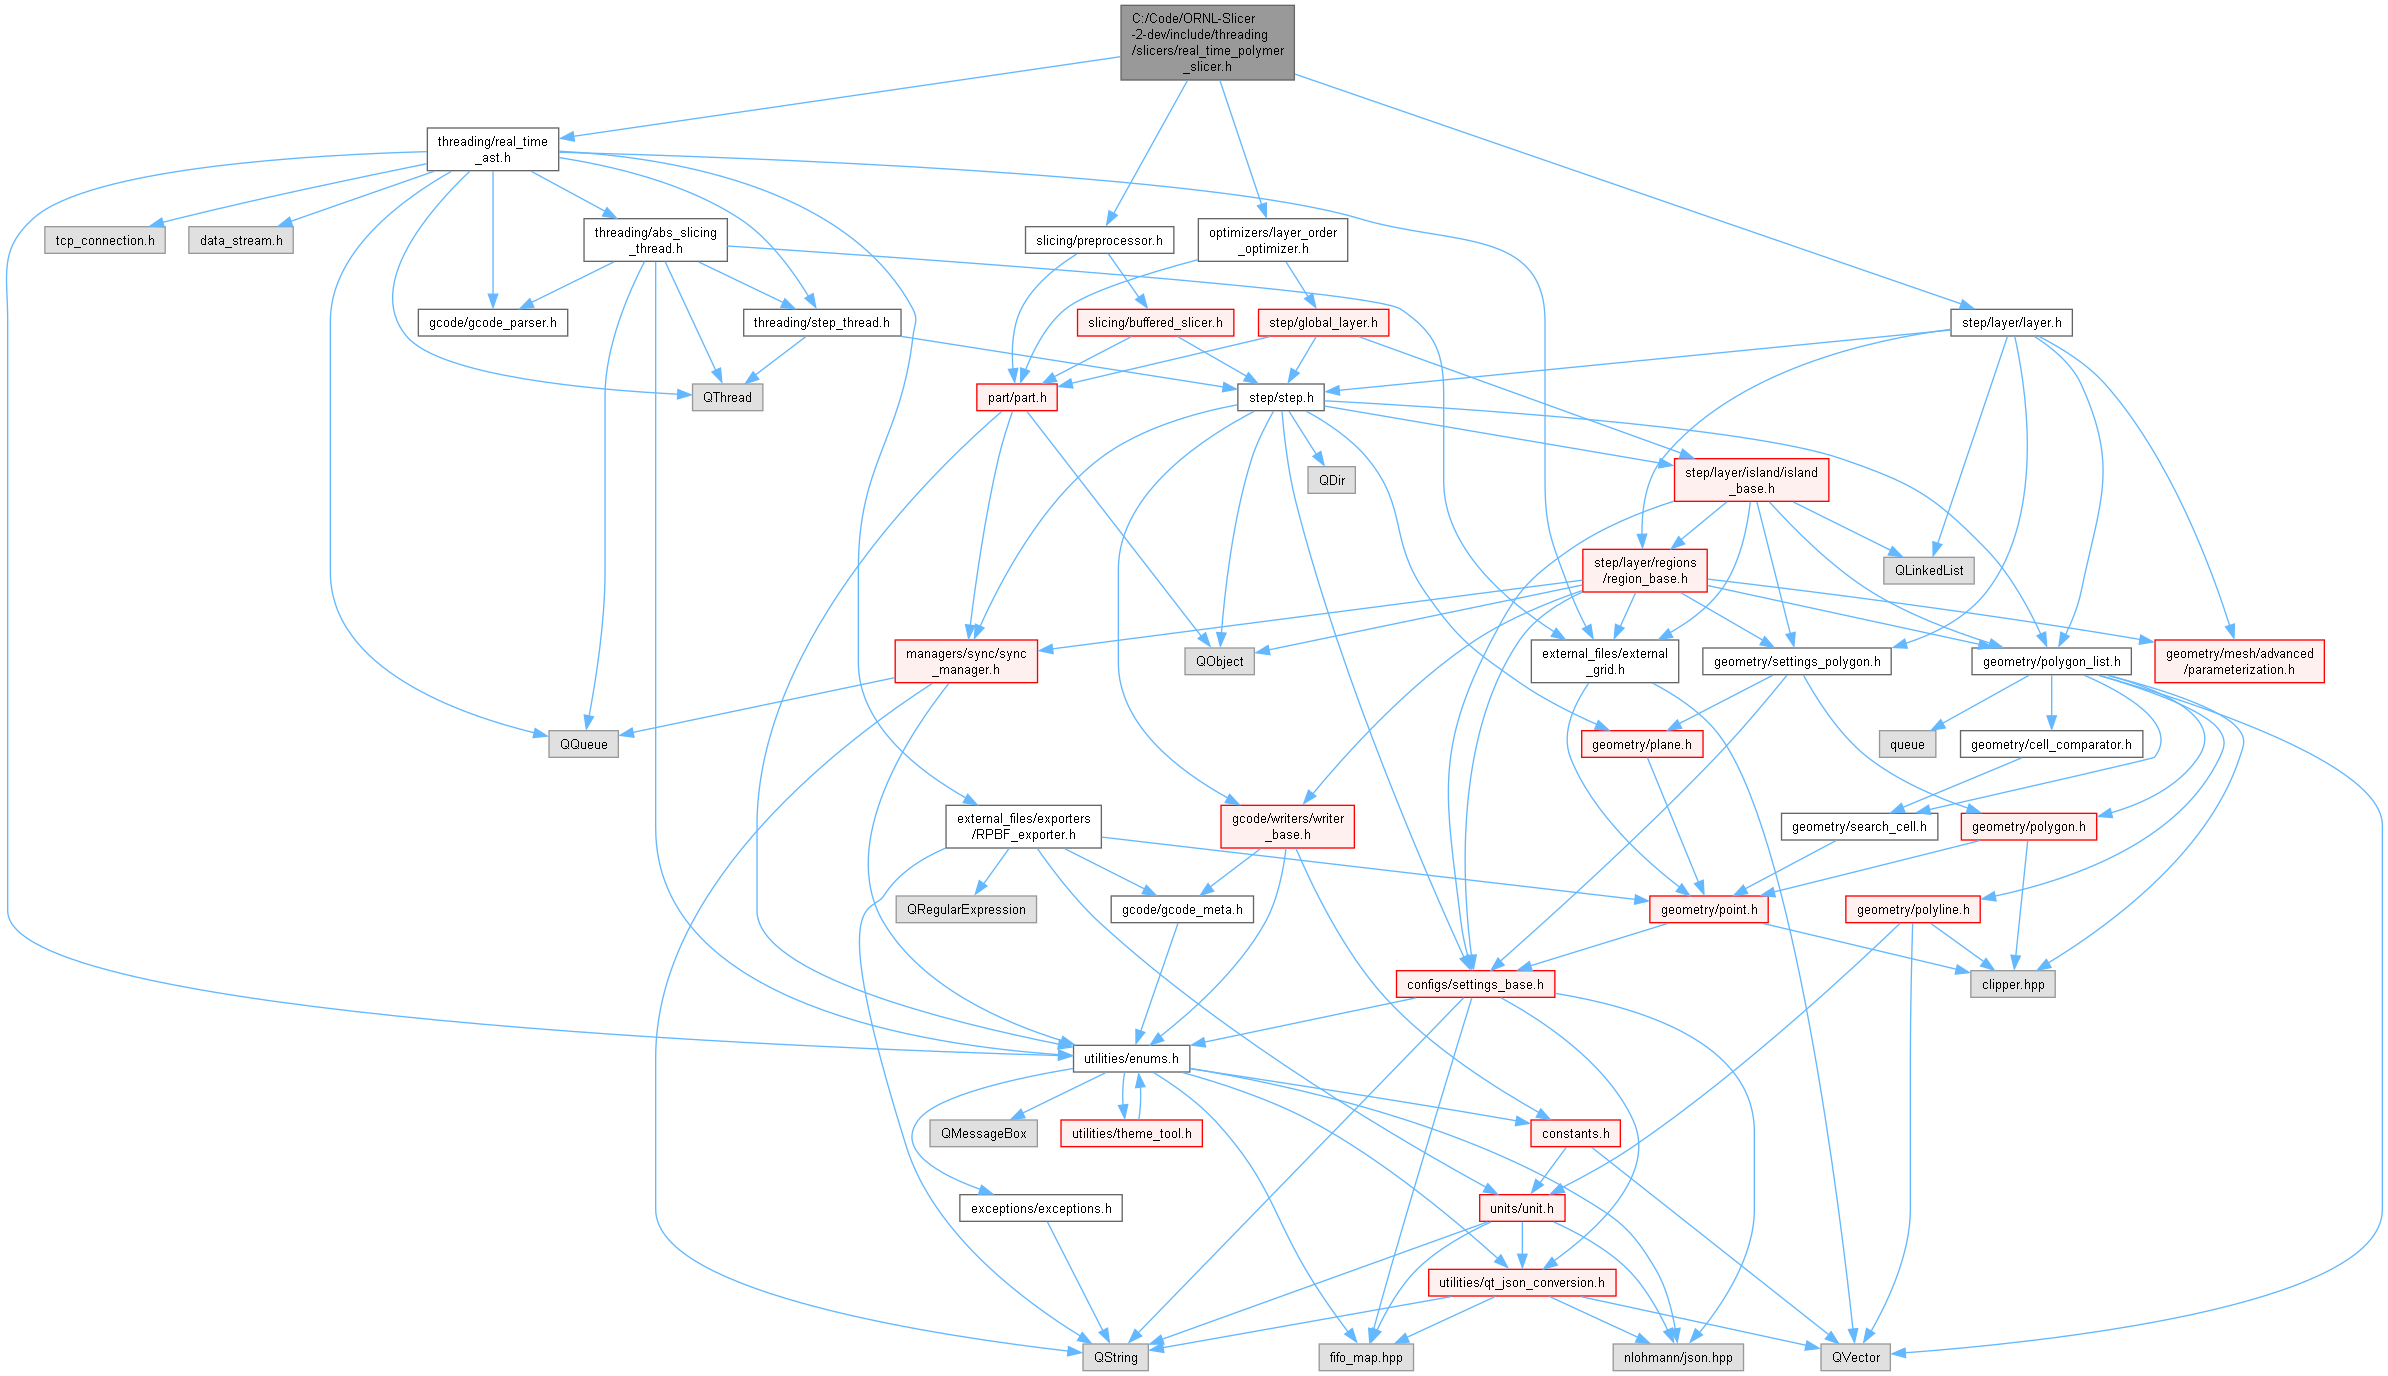 C:/Code/ORNL-Slicer
-2-dev/include/threading
/slicers/real_time_polymer
_slicer.h
threading/real_time
_ast.h
tcp_connection.h
data_stream.h
threading/abs_slicing
_thread.h
slicing/preprocessor.h
optimizers/layer_order
_optimizer.h
gcode/gcode_parser.h
threading/step_thread.h
slicing/buffered_slicer.h
step/global_layer.h
step/layer/layer.h
QThread
part/part.h
step/step.h
QDir
step/layer/island/island
_base.h
step/layer/regions
/region_base.h
QLinkedList
managers/sync/sync
_manager.h
QObject
external_files/external
_grid.h
geometry/settings_polygon.h
geometry/polygon_list.h
geometry/mesh/advanced
/parameterization.h
QQueue
geometry/plane.h
queue
geometry/cell_comparator.h
external_files/exporters
/RPBF_exporter.h
gcode/writers/writer
_base.h
geometry/search_cell.h
geometry/polygon.h
QRegularExpression
gcode/gcode_meta.h
geometry/point.h
geometry/polyline.h
configs/settings_base.h
clipper.hpp
utilities/enums.h
QMessageBox
utilities/theme_tool.h
constants.h
exceptions/exceptions.h
units/unit.h
utilities/qt_json_conversion.h
QString
fifo_map.hpp
nlohmann/json.hpp
QVector